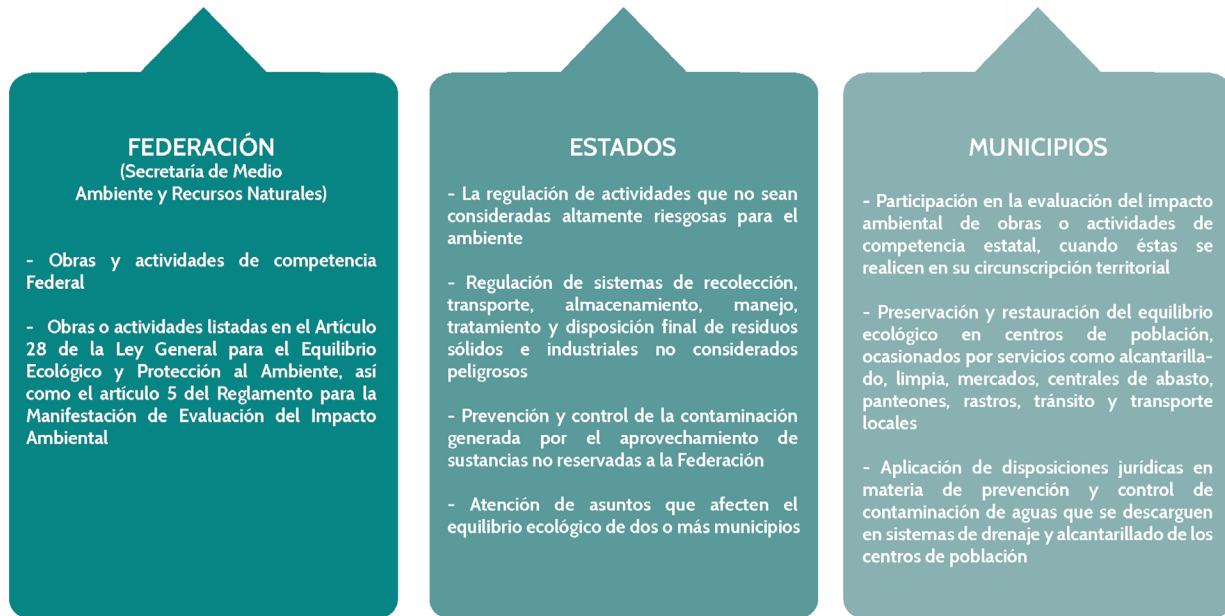 FEDERACIÓN
(Secretaría de Medio
Ambiente y Recursos Naturales)
- Obras y actividades de competencia
Federal
- Obras o actividades listadas en el Artículo
28 de la Ley General para el Equilibrio
Ecológico y Protección al Ambiente, así
como el artículo 5 del Reglamento para la
Manifestación de Evaluación del Impacto
Ambiental
ESTADOS
- La regulación de actividades que no sean
consideradas altamente riesgosas para el
ambiente
- Regulación de sistemas de recolección,
transporte, almacenamiento, manejo,
tratamiento y disposición final de residuos
sólidos e industriales no considerados
peligrosos
- Prevención y control de la contaminación
generada por el aprovechamiento de
sustancias no reservadas a la Federación
- Atención de asuntos que afecten el
equilibrio ecológico de dos o más municipios
MUNICIPIOS
- Participación en la evaluación del impacto
ambiental de obras o actividades de
competencia estatal, cuando éstas se
realicen en su circunscripción territorial
- Preservación y restauración del equilibrio
ecológico en centros de población,
ocasionados por servicios como alcantarilla-
do, limpia, mercados, centrales de abasto,
panteones, rastros, tránsito y transporte
locales
- Aplicación de disposiciones jurídicas en
materia de prevención y control de
contaminación de aguas que se descarguen
en sistemas de drenaje y alcantarillado de los
centros de población